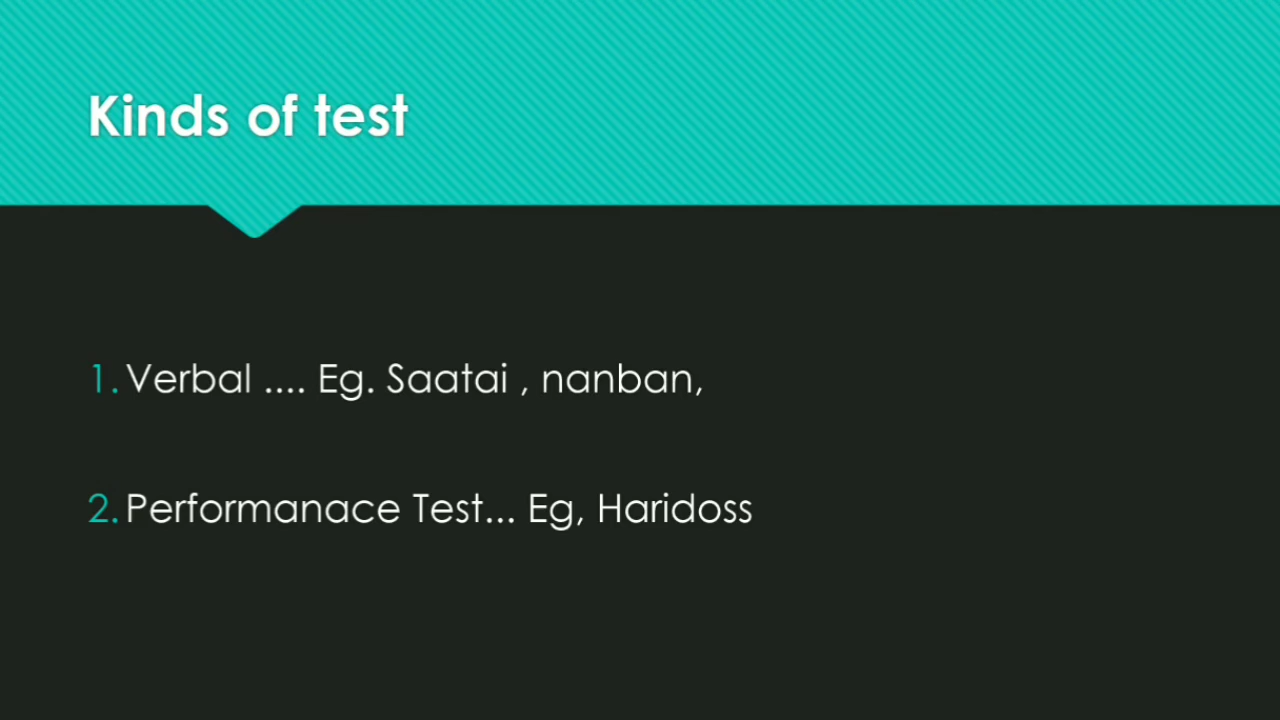 Kinds of test
1. Verbal .... Eg. Saatai , nanban,
2. Performanace Test... Eg, Haridoss